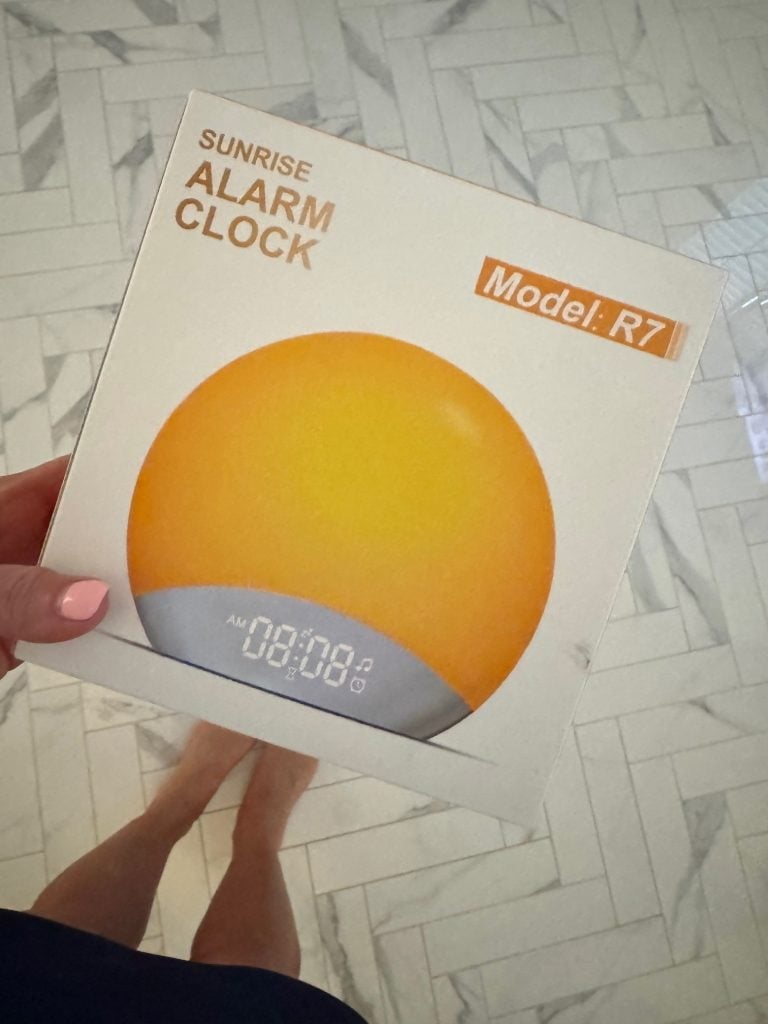 SUNRISE
ALARM
CLOCK
Model: R7
AM 08:08